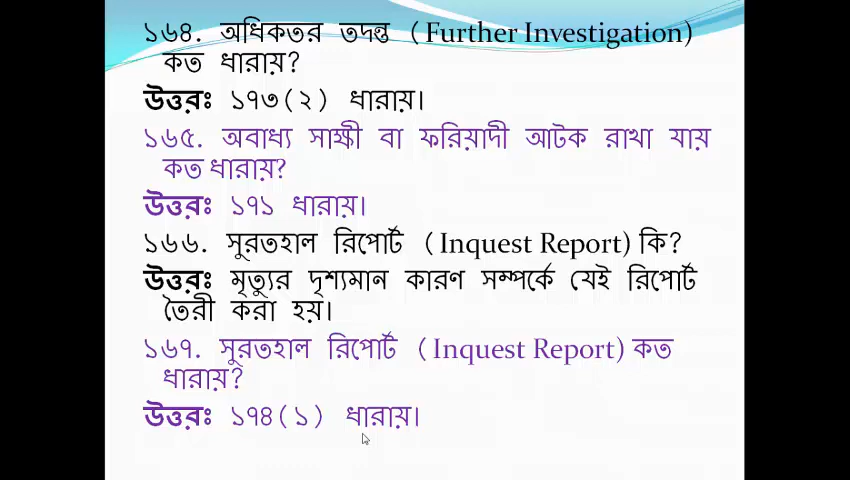 ১৬৪. অধিকতর তদন্ত (Further Investigation)
কত ধারায়?
উত্তরঃ ১৭৩(২) ধারায়।
১৬৫. অবাধ্য সাক্ষী বা ফরিয়াদী আটক রাখা যায়
কত ধারায়?
উত্তরঃ ১৭১ ধারায়।
১৬৬. সুরতহাল রিপোর্ট (Inquest Report) কি?
উত্তরঃ মৃত্যুর দৃশ্যমান কারণ সম্পর্কে যেই রিপোর্ট
তৈরী করা হয়।
১৬৭. সুরতহাল রিপোর্ট (Inquest Report) কত
ধারায়?
উত্তরঃ ১৭৪(১) ধারায়।